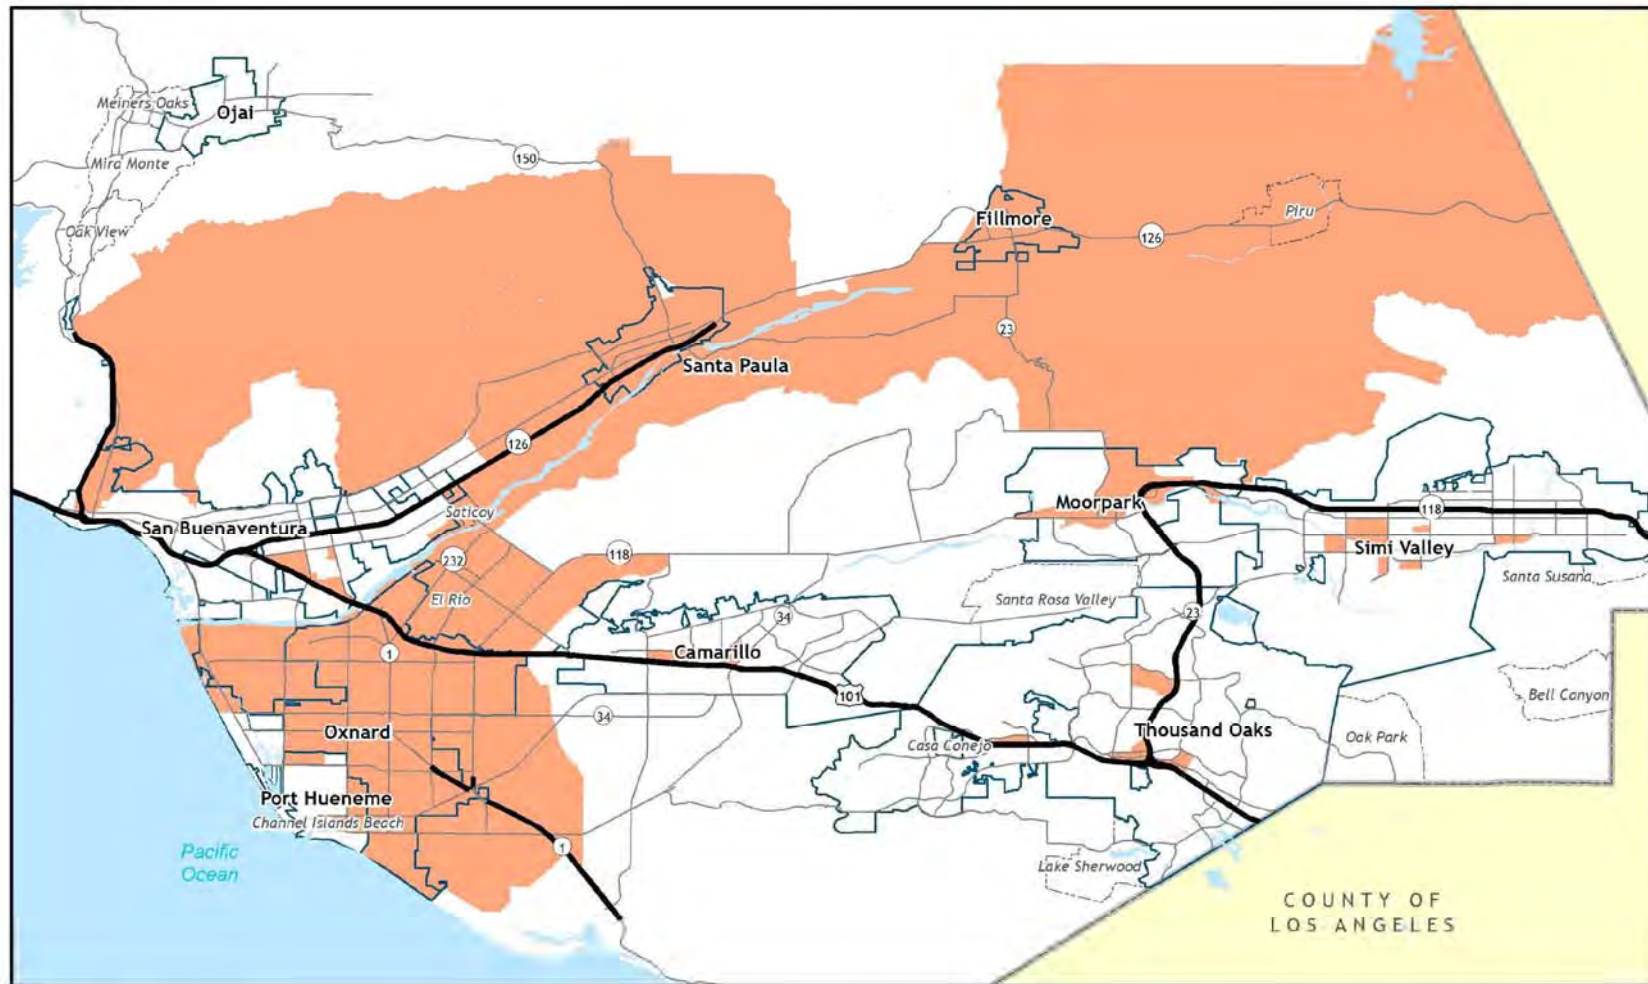 Meiners Oaks
Ojai
150
Mira Monte
Oak View
Fillmore
Piru
126
23
Santa Paula
126
Moorpark
118
San Buenaventura
Saticoy
Simi Valley
118
232
Santa Susana
El Rio
Santa Rosa Valley
34
23
1
Camarillo
101
Bell Canyon
34
Oxnard
Casa Conejo
Thousand Oaks
Oak Park
Port Hueneme
Channel Islands Beach
1
Pacific
Ocean
Lake Sherwood
COUNTY OF
LOS ANGELES